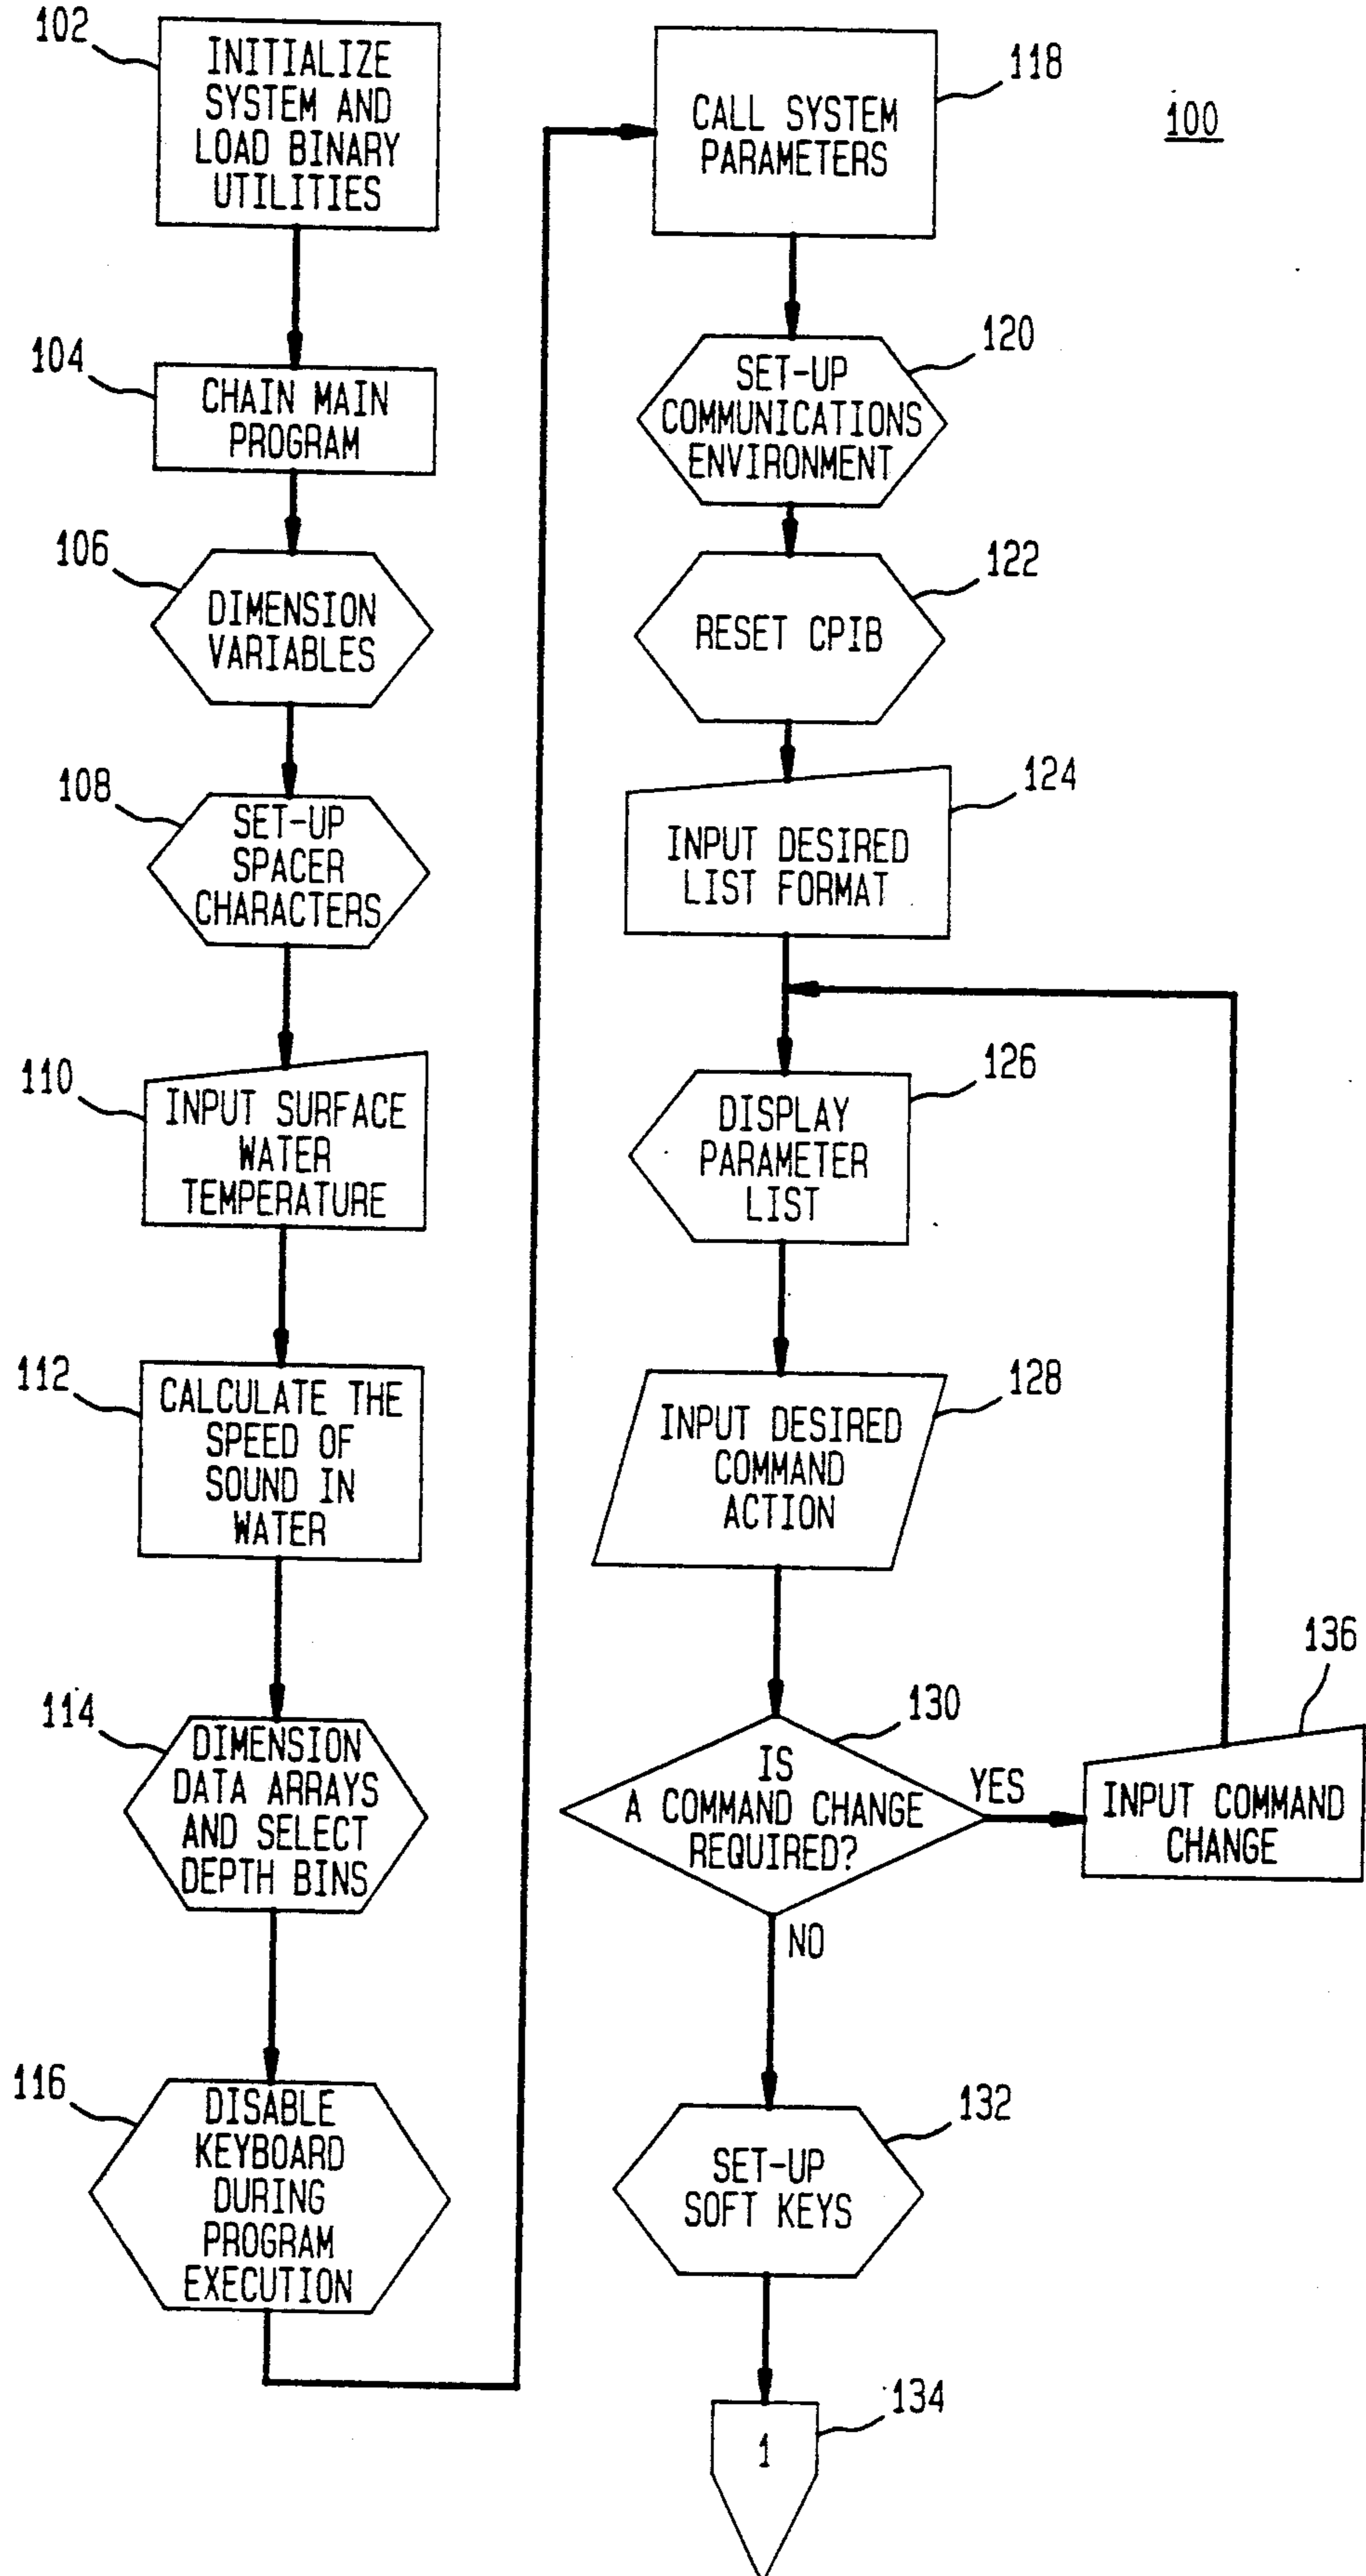 102
INITIALIZE
SYSTEM AND
LOAD BINARY
UTILITIES
104
CHAIN MAIN
PROGRAM
106
DIMENSION
VARIABLES
108
SET-UP
SPACER
CHARACTERS
110
INPUT SURFACE
WATER
TEMPERATURE
112
CALCULATE THE
SPEED OF
SOUND IN
WATER
114
DIMENSION
DATA ARRAYS
AND SELECT
DEPTH BINS
116
DISABLE
KEYBOARD
DURING
PROGRAM
EXECUTION
118
CALL SYSTEM
PARAMETERS
100
120
SET-UP
COMMUNICATIONS
ENVIRONMENT
122
RESET CPIB
124
INPUT DESIRED
LIST FORMAT
126
DISPLAY
PARAMETER
LIST
128
INPUT DESIRED
COMMAND
ACTION
130
IS
A COMMAND CHANGE
REQUIRED?
YES
136
INPUT COMMAND
CHANGE
NO
132
SET-UP
SOFT KEYS
134
1